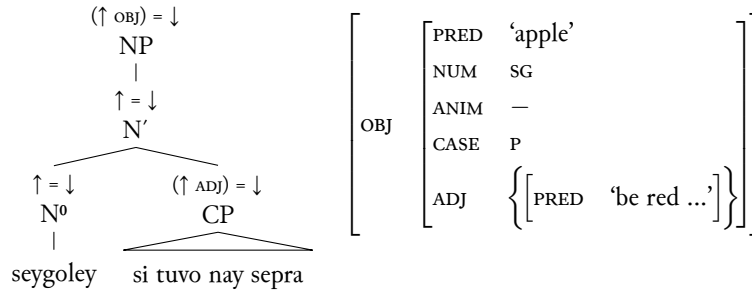 (↑ OBJ) = ↓
NP
↑ = ↓
N′
↑ = ↓ (↑ ADJ) = ↓
N⁰ CP
seygoley si tuvo nay sepra
OBJ
PRED ‘apple’
NUM SG
ANIM —
CASE P
ADJ {[PRED ‘be red ...’]}